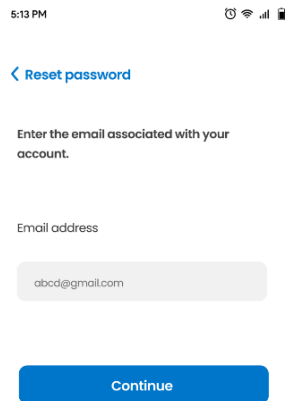 5:13 PM
Reset password
Enter the email associated with your
account.
Email address
abcd@gmail.com
Continue